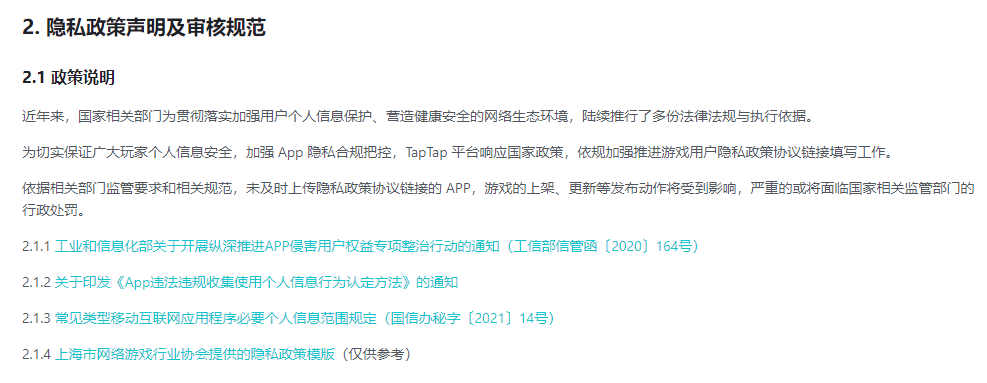 2. 隐私政策声明及审核规范
2.1 政策说明
近年来，国家相关部门为贯彻落实加强用户个人信息保护、营造健康安全的网络生态环境，陆续推行了多份法律法规与执行依据。
为切实保证广大玩家个人信息安全，加强 App 隐私合规把控，TapTap 平台响应国家政策，依规加强推进游戏用户隐私政策协议链接填写工作。
依据相关部门监管要求和相关规范，未及时上传隐私政策协议链接的 APP，游戏的上架、更新等发布动作将受到影响，严重的或将面临国家相关监管部门的
行政处罚。
2.1.1 工业和信息化部关于开展纵深推进APP侵害用户权益专项整治行动的通知（工信部信管函〔2020〕164号）
2.1.2 关于印发《App违法违规收集使用个人信息行为认定方法》的通知
2.1.3 常见类型移动互联网应用程序必要个人信息范围规定（国信办秘字〔2021〕14号）
2.1.4 上海市网络游戏行业协会提供的隐私政策模版（仅供参考）